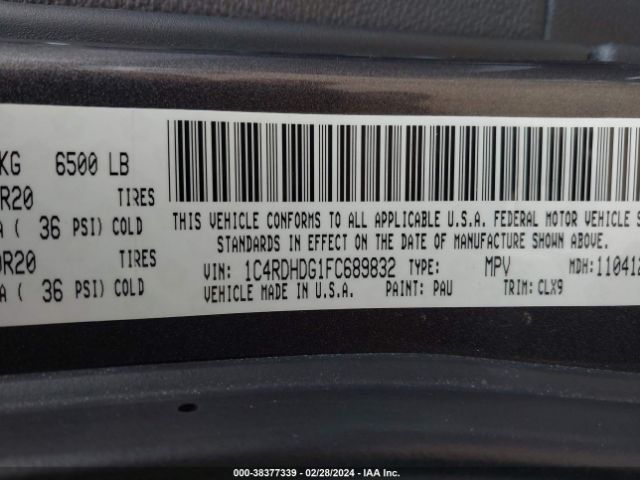 KG 6500 LB
R20 TIRES
A ( 36 PSI) COLD
0R20 TIRES
A ( 36 PSI) COLD
THIS VEHICLE CONFORMS TO ALL APPLICABLE U.S.A. FEDERAL MOTOR VEHICLE S
STANDARDS IN EFFECT ON THE DATE OF MANUFACTURE SHOWN ABOVE.
VIN: 1C4RDHDG1FC689832 TYPE: MPV MDH:110412
VEHICLE MADE IN U.S.A. PAINT: PAU TRIM: CLX9
000-38377339 | 02/28/2024 | IAA Inc.